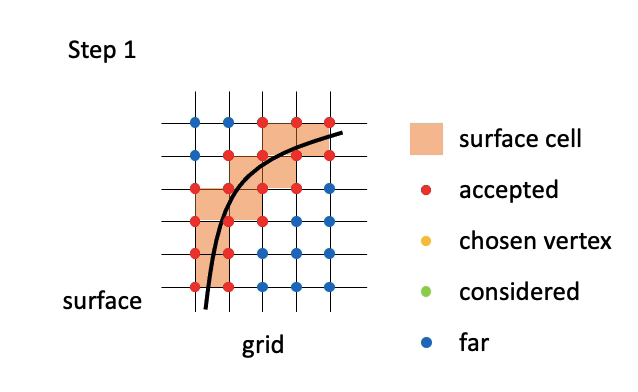 Step 1
surface cell
accepted
chosen vertex
considered
far
surface
grid